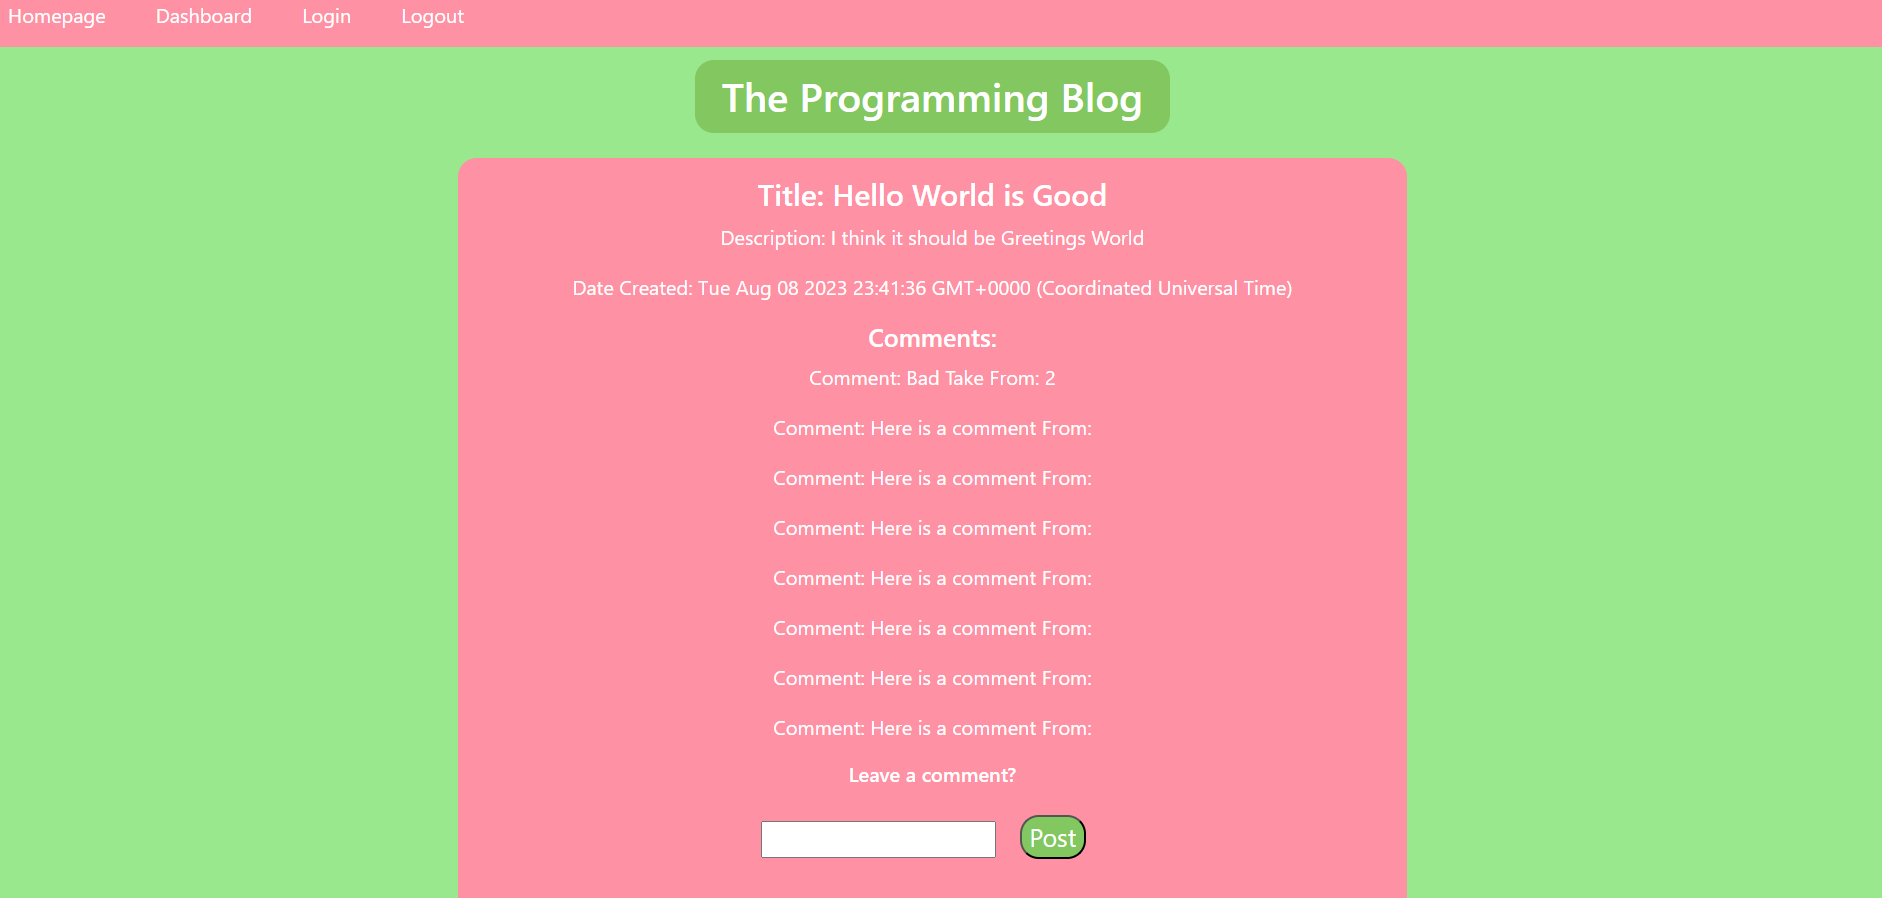 Homepage Dashboard Login Logout
The Programming Blog
Title: Hello World is Good
Description: I think it should be Greetings World
Date Created: Tue Aug 08 2023 23:41:36 GMT+0000 (Coordinated Universal Time)
Comments:
Comment: Bad Take From: 2
Comment: Here is a comment From:
Comment: Here is a comment From:
Comment: Here is a comment From:
Comment: Here is a comment From:
Comment: Here is a comment From:
Comment: Here is a comment From:
Comment: Here is a comment From:
Leave a comment?
Post